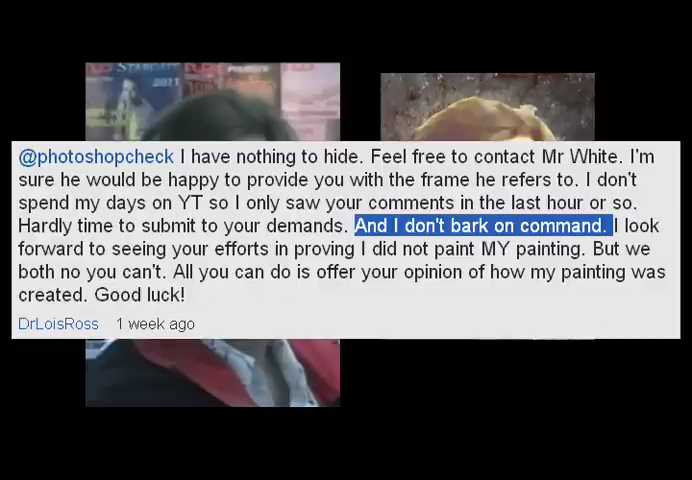 STARGATE
2011
@photoshopcheck I have nothing to hide. Feel free to contact Mr White. I'm
sure he would be happy to provide you with the frame he refers to. I don't
spend my days on YT so I only saw your comments in the last hour or so.
Hardly time to submit to your demands. And I don't bark on command. I look
forward to seeing your efforts in proving I did not paint MY painting. But we
both no you can't. All you can do is offer your opinion of how my painting was
created. Good luck!
DrLoisRoss 1 week ago